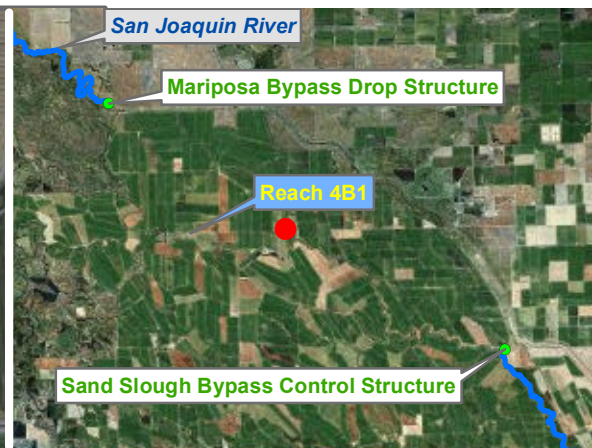 San Joaquin River
Mariposa Bypass Drop Structure
Reach 4B1
Sand Slough Bypass Control Structure